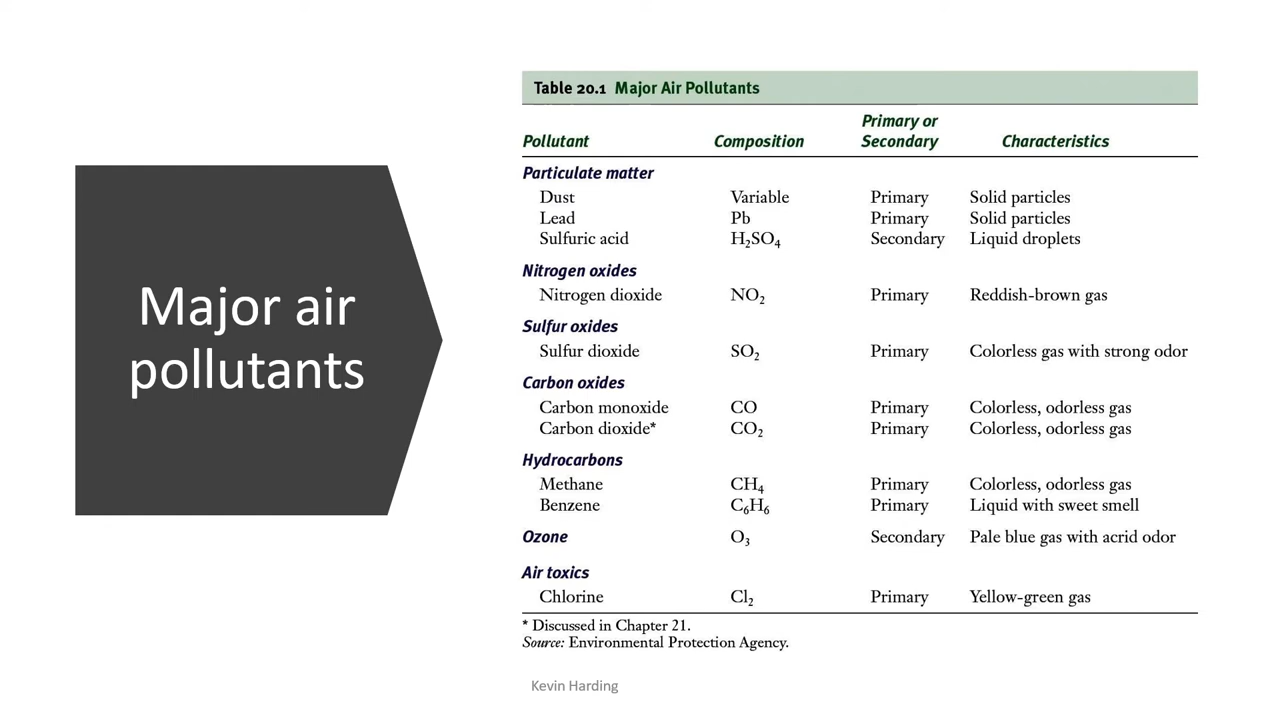 Major air
pollutants
Table 20.1 Major Air Pollutants
Pollutant Composition Primary or Secondary Characteristics
Particulate matter
Dust Variable Primary Solid particles
Lead Pb Primary Solid particles
Sulfuric acid H₂SO₄ Secondary Liquid droplets
Nitrogen oxides
Nitrogen dioxide NO₂ Primary Reddish-brown gas
Sulfur oxides
Sulfur dioxide SO₂ Primary Colorless gas with strong odor
Carbon oxides
Carbon monoxide CO Primary Colorless, odorless gas
Carbon dioxide* CO₂ Primary Colorless, odorless gas
Hydrocarbons
Methane CH₄ Primary Colorless, odorless gas
Benzene C₆H₆ Primary Liquid with sweet smell
Ozone O₃ Secondary Pale blue gas with acrid odor
Air toxics
Chlorine Cl₂ Primary Yellow-green gas
* Discussed in Chapter 21.
Source: Environmental Protection Agency.
Kevin Harding